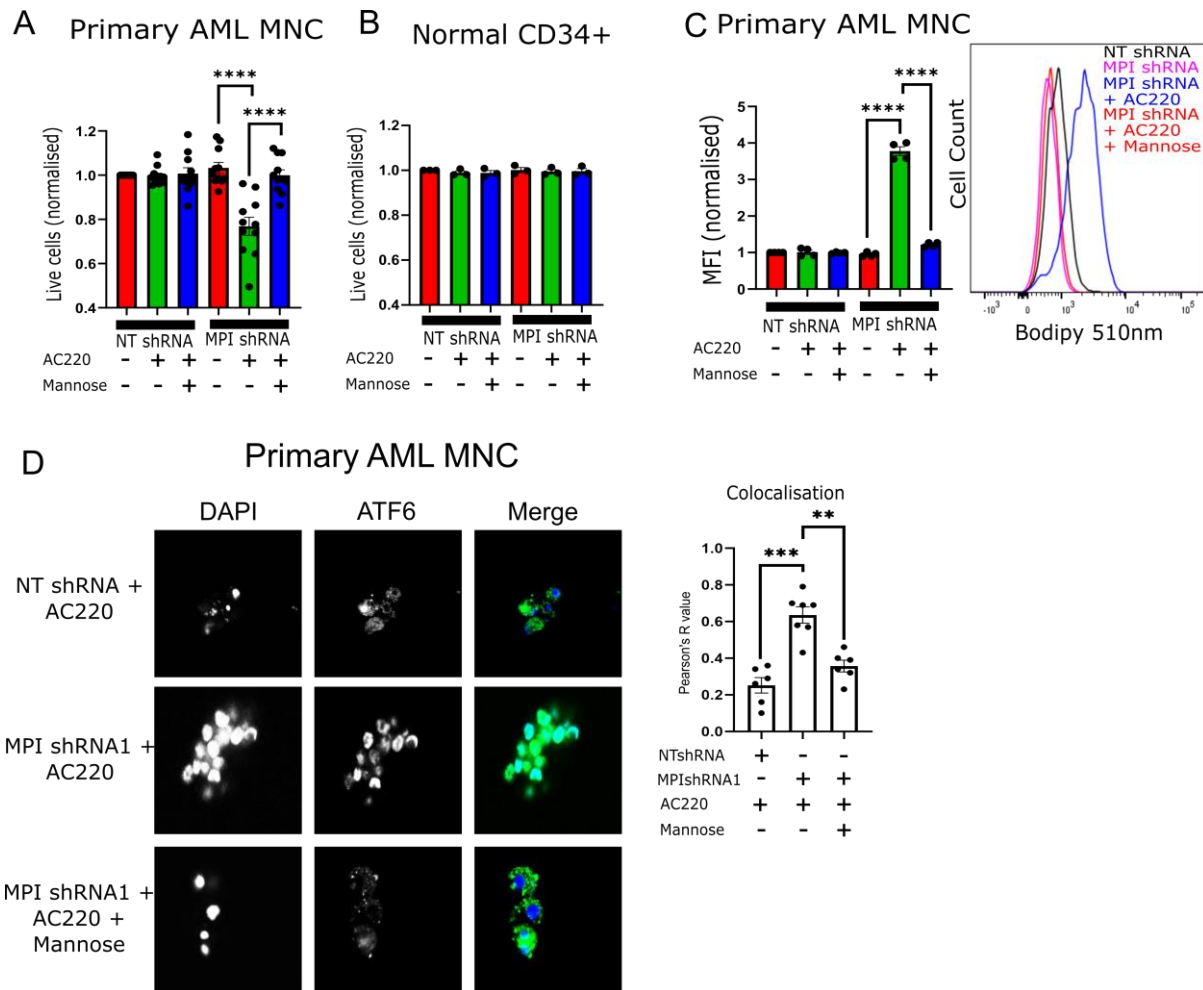 A Primary AML MNC
Live cells (normalised)
1.2
1.0
0.8
0.6
0.4
**** ****
NT shRNA MPI shRNA
AC220 - + + - + +
Mannose - - + - - +
B Normal CD34+
Live cells (normalised)
1.2
1.0
0.8
0.6
0.4
NT shRNA MPI shRNA
AC220 - + + - + +
Mannose - - + - - +
C Primary AML MNC
MFI (normalised)
5
4
3
2
1
0
**** ****
NT shRNA MPI shRNA
AC220 - + + - + +
Mannose - - + - - +
Cell Count
NT shRNA
MPI shRNA
MPI shRNA
+ AC220
MPI shRNA
+ AC220
+ Mannose
-10³ 0 10³ 10⁴ 10⁵
Bodipy 510nm
D Primary AML MNC
DAPI ATF6 Merge
NT shRNA +
AC220
MPI shRNA1 +
AC220
MPI shRNA1 +
AC220 +
Mannose
Colocalisation
*** **
Pearson's R value
1.0
0.8
0.6
0.4
0.2
0.0
NTshRNA + - -
MPIshRNA1 - + +
AC220 + + +
Mannose - - +